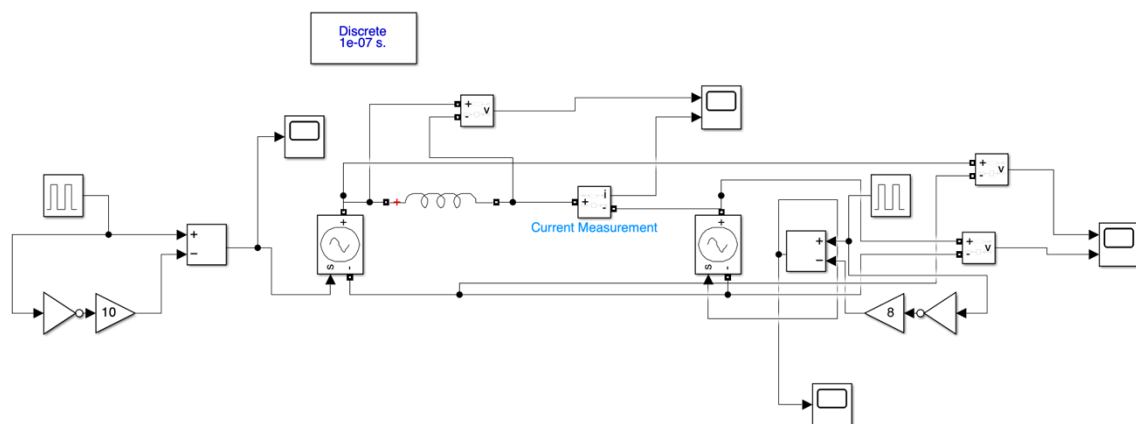 Discrete
1e-07 s.
+
-
v
+
-
v
+
i
-
Current Measurement
+
s
-
+
s
-
+
-
+
-
v
+
−
+
−
10
8